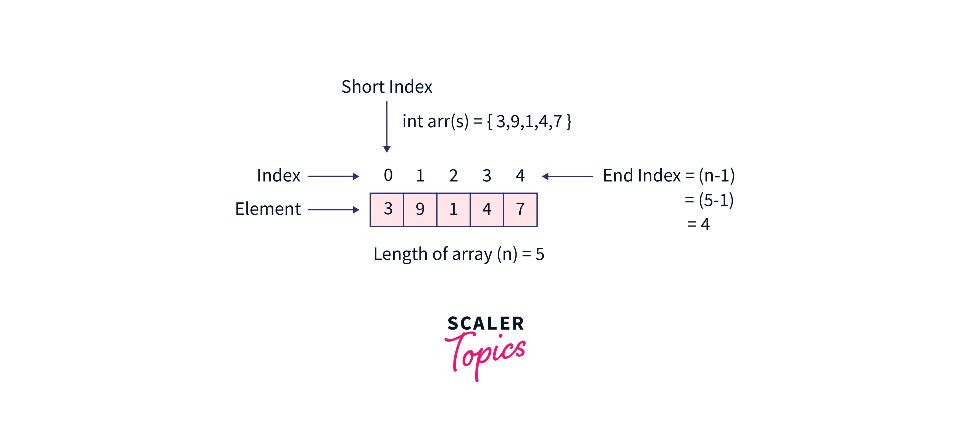 Short Index
int arr(s) = { 3,9,1,4,7 }
Index 0 1 2 3 4 End Index = (n-1)
= (5-1)
Element 3 9 1 4 7
= 4
Length of array (n) = 5
SCALER
Topics